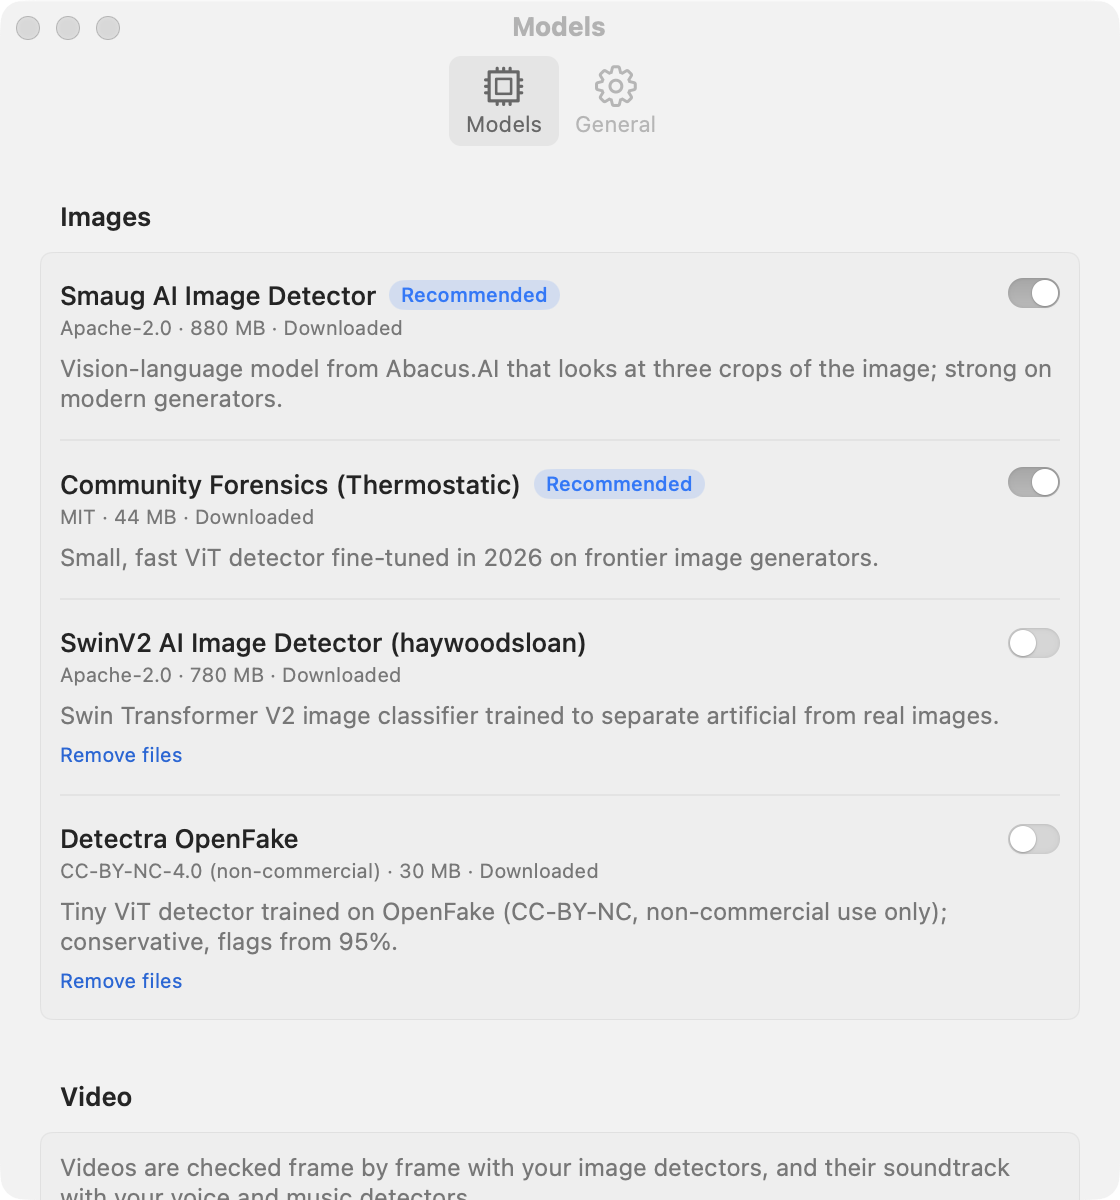 Models
Models
General
Images
Smaug AI Image Detector Recommended
Apache-2.0 · 880 MB · Downloaded
Vision-language model from Abacus.AI that looks at three crops of the image; strong on
modern generators.
Community Forensics (Thermostatic) Recommended
MIT · 44 MB · Downloaded
Small, fast ViT detector fine-tuned in 2026 on frontier image generators.
SwinV2 AI Image Detector (haywoodsloan)
Apache-2.0 · 780 MB · Downloaded
Swin Transformer V2 image classifier trained to separate artificial from real images.
Remove files
Detectra OpenFake
CC-BY-NC-4.0 (non-commercial) · 30 MB · Downloaded
Tiny ViT detector trained on OpenFake (CC-BY-NC, non-commercial use only);
conservative, flags from 95%.
Remove files
Video
Videos are checked frame by frame with your image detectors, and their soundtrack
with your voice and music detectors.